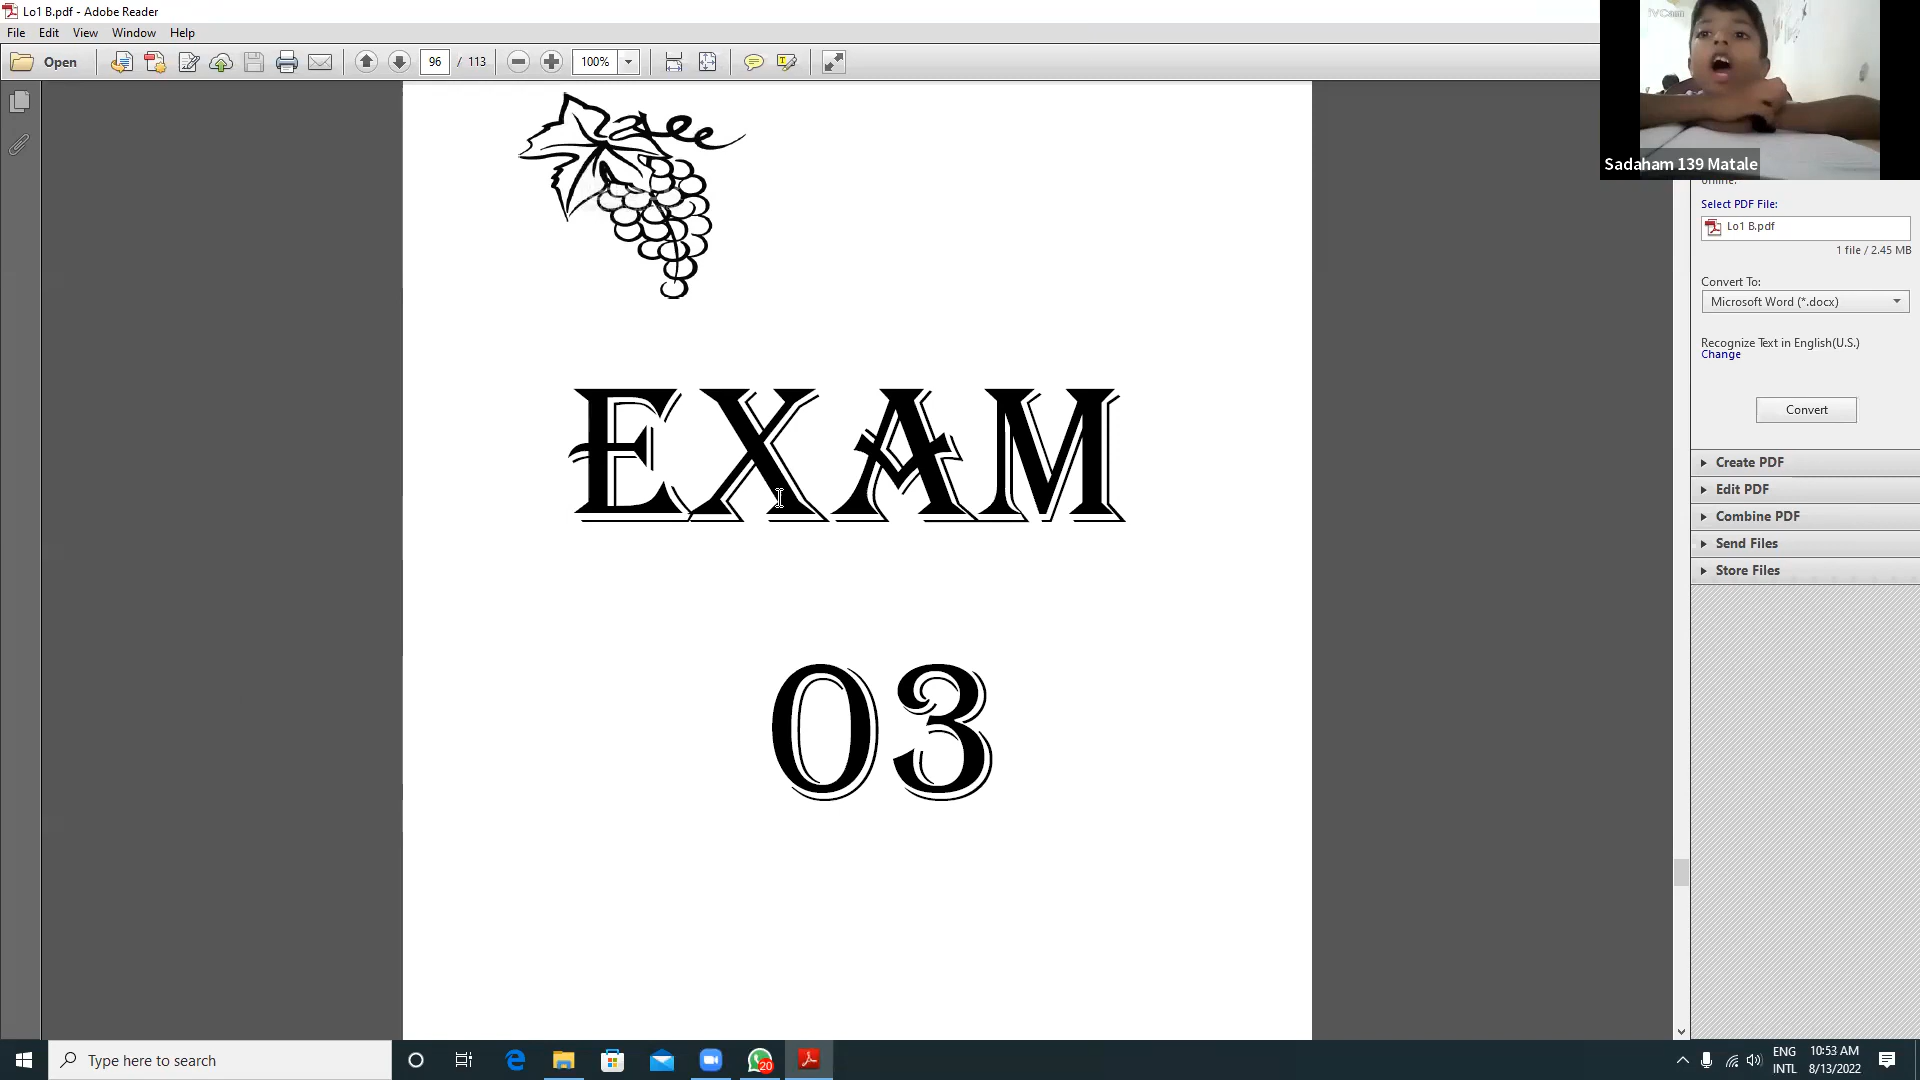 Lo1 B.pdf - Adobe Reader
File Edit View Window Help
Open 96 / 113 100%
iVCam
Sadaham 139 Matale
online.
Select PDF File:
Lo1 B.pdf
1 file / 2.45 MB
Convert To:
Microsoft Word (*.docx)
Recognize Text in English(U.S.)
Change
Convert
Create PDF
Edit PDF
Combine PDF
Send Files
Store Files
EXAM
03
Type here to search
20
ENG
INTL
10:53 AM
8/13/2022